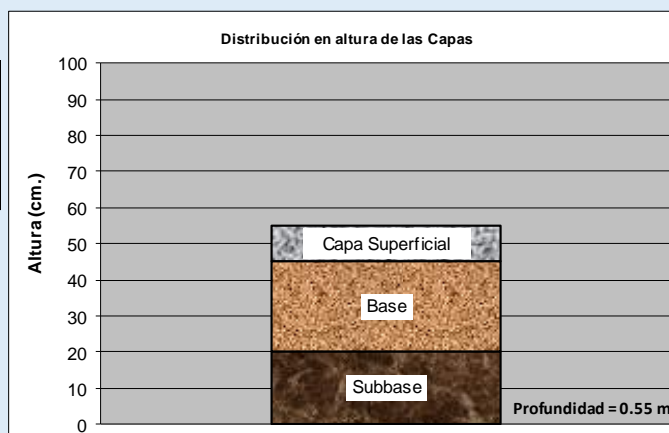 Distribución en altura de las Capas
Altura (cm.)
100
90
80
70
60
50
40
30
20
10
0
Capa Superficial
Base
Subbase
Profundidad = 0.55 m